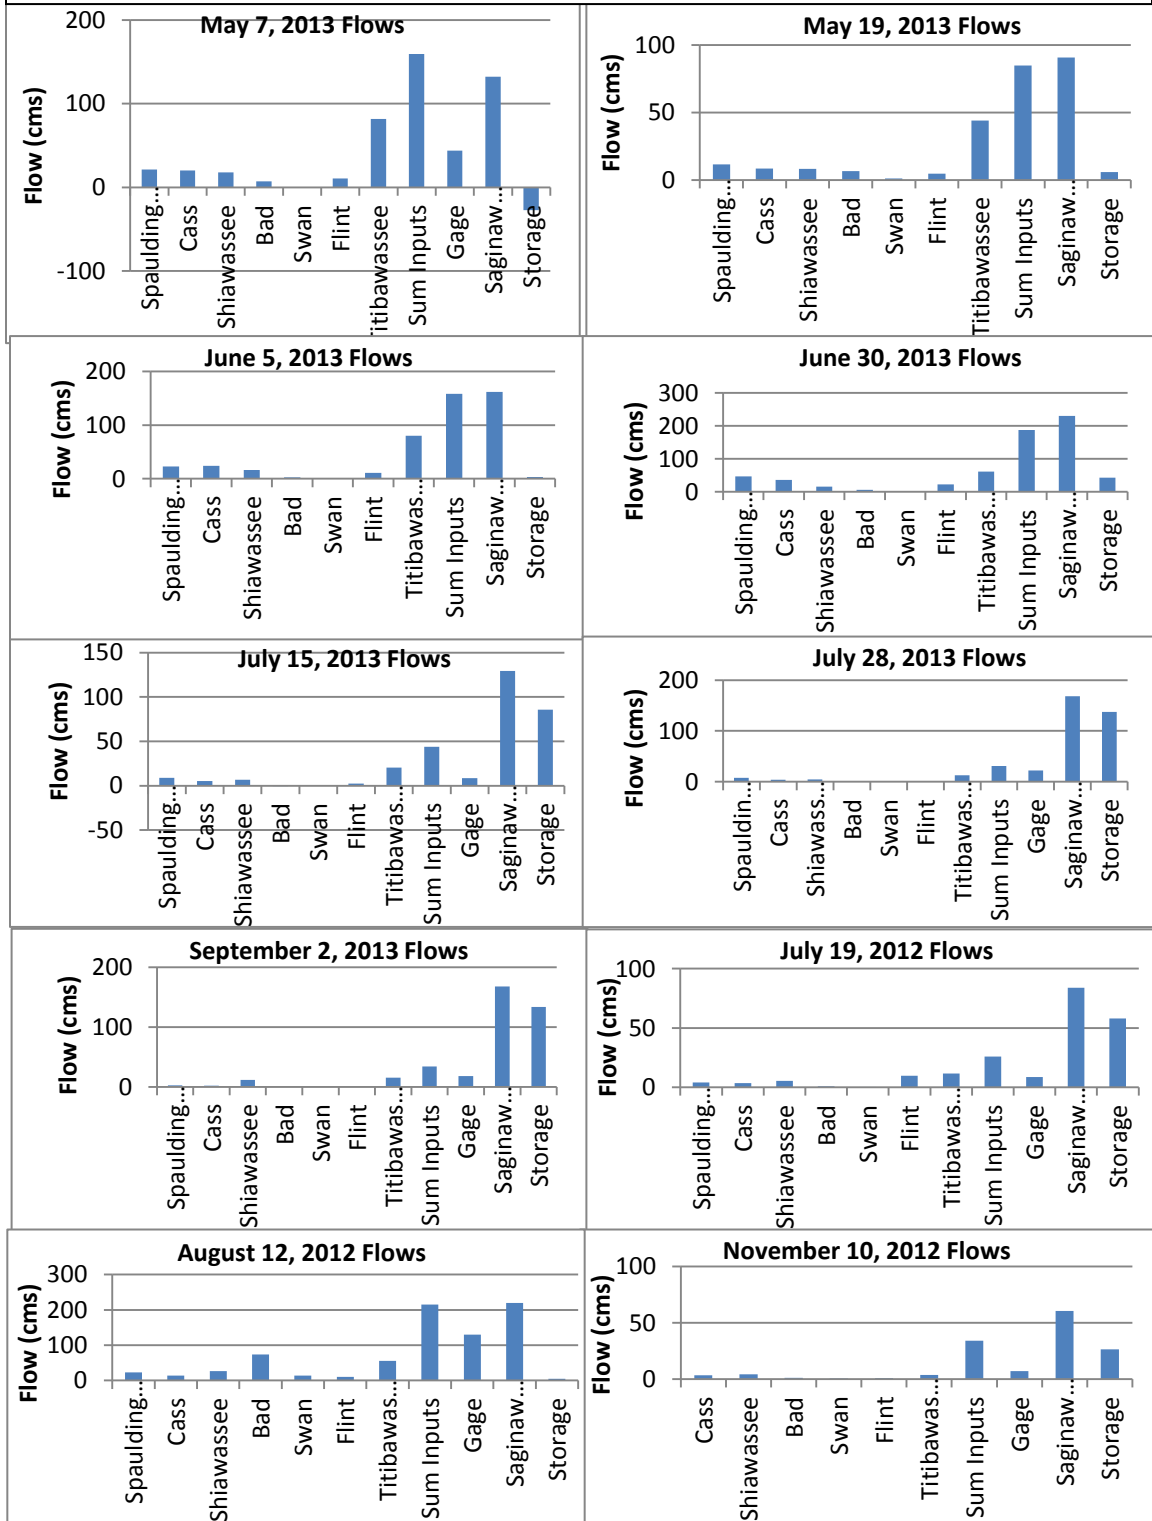 May 7, 2013 Flows
Flow (cms)
200
100
0
-100
Spaulding...
Cass
Shiawassee
Bad
Swan
Flint
Titibawassee
Sum Inputs
Gage
Saginaw...
Storage
May 19, 2013 Flows
Flow (cms)
100
50
0
Spaulding...
Cass
Shiawassee
Bad
Swan
Flint
Titibawassee
Sum Inputs
Saginaw...
Storage
June 5, 2013 Flows
Flow (cms)
200
100
0
Spaulding...
Cass
Shiawassee
Bad
Swan
Flint
Titibawas...
Sum Inputs
Saginaw...
Storage
June 30, 2013 Flows
Flow (cms)
300
200
100
0
Spaulding...
Cass
Shiawassee
Bad
Swan
Flint
Titibawas...
Sum Inputs
Saginaw...
Storage
July 15, 2013 Flows
Flow (cms)
150
100
50
0
-50
Spaulding...
Cass
Shiawassee
Bad
Swan
Flint
Titibawas...
Sum Inputs
Gage
Saginaw...
Storage
July 28, 2013 Flows
Flow (cms)
200
100
0
Spauldin...
Cass
Shiawass...
Bad
Swan
Flint
Titibawas...
Sum Inputs
Gage
Saginaw...
Storage
September 2, 2013 Flows
Flow (cms)
200
100
0
Spaulding...
Cass
Shiawassee
Bad
Swan
Flint
Titibawas...
Sum Inputs
Gage
Saginaw...
Storage
July 19, 2012 Flows
Flow (cms)
100
50
0
Spaulding...
Cass
Shiawassee
Bad
Swan
Flint
Titibawas...
Sum Inputs
Gage
Saginaw...
Storage
August 12, 2012 Flows
Flow (cms)
300
200
100
0
Spaulding...
Cass
Shiawassee
Bad
Swan
Flint
Titibawas...
Sum Inputs
Gage
Saginaw...
Storage
November 10, 2012 Flows
Flow (cms)
100
50
0
Cass
Shiawassee
Bad
Swan
Flint
Titibawas...
Sum Inputs
Gage
Saginaw...
Storage